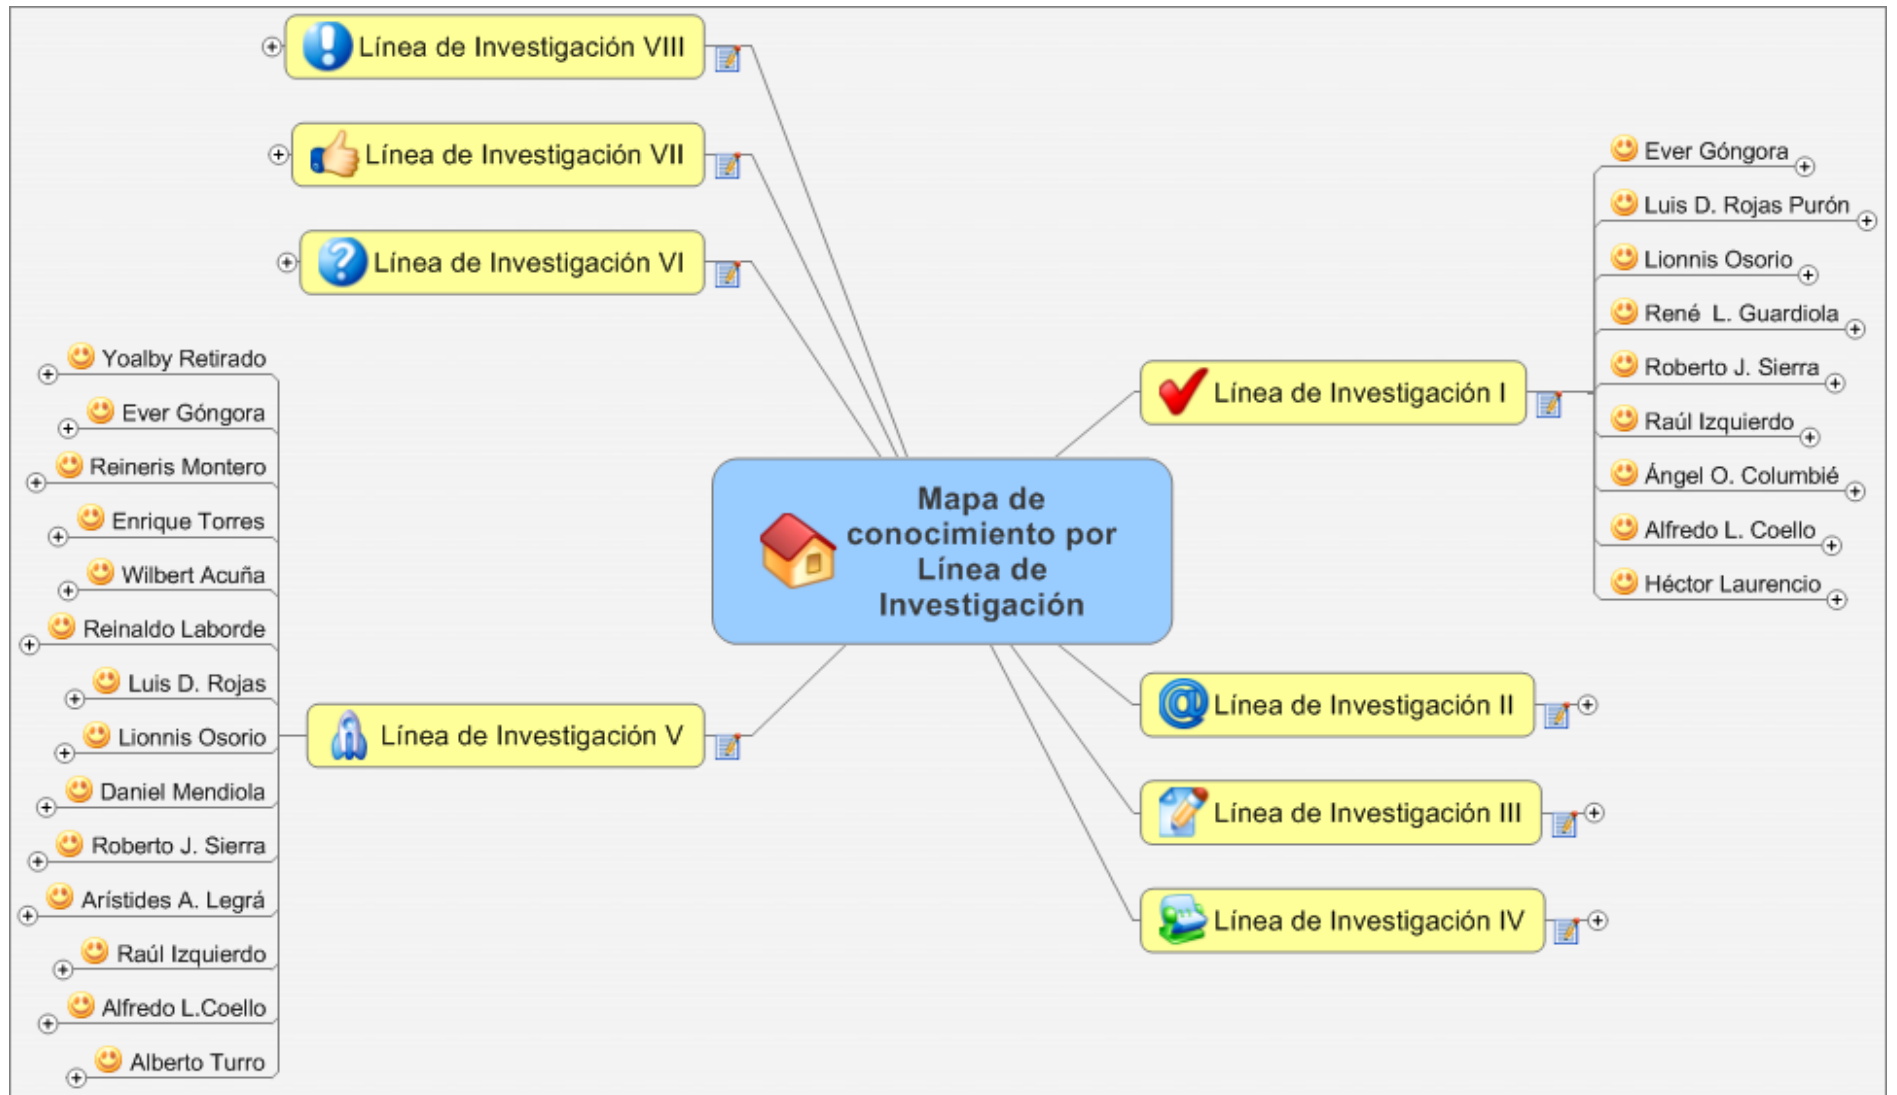 Línea de Investigación VIII
Línea de Investigación VII
Línea de Investigación VI
Yoalby Retirado
Ever Góngora
Reineris Montero
Enrique Torres
Wilbert Acuña
Reinaldo Laborde
Luis D. Rojas
Lionnis Osorio
Daniel Mendiola
Roberto J. Sierra
Arístides A. Legrá
Raúl Izquierdo
Alfredo L.Coello
Alberto Turro
Línea de Investigación V
Mapa de
conocimiento por
Línea de
Investigación
Línea de Investigación I
Ever Góngora
Luis D. Rojas Purón
Lionnis Osorio
René  L. Guardiola
Roberto J. Sierra
Raúl Izquierdo
Ángel O. Columbié
Alfredo L. Coello
Héctor Laurencio
Línea de Investigación II
Línea de Investigación III
Línea de Investigación IV